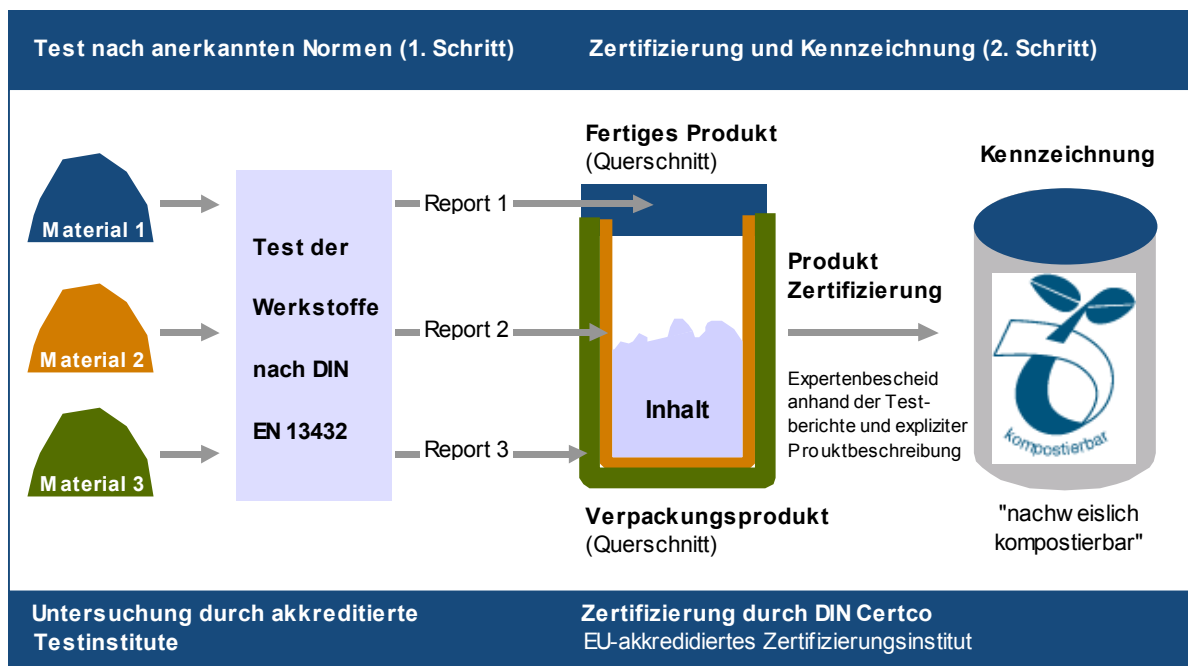 Test nach anerkannten Normen (1. Schritt)
Zertifizierung und Kennzeichnung (2. Schritt)
Material 1
Material 2
Material 3
Test der
Werkstoffe
nach DIN
EN 13432
Report 1
Report 2
Report 3
Fertiges Produkt
(Querschnitt)
Inhalt
Verpackungsprodukt
(Querschnitt)
Produkt
Zertifizierung
Expertenbescheid
anhand der Test-
berichte und expliziter
Prouktbeschreibung
Kennzeichnung
kompostierbar
"nachweislich
kompostierbar"
Untersuchung durch akkreditierte
Testinstitute
Zertifizierung durch DIN Certco
EU-akkredidiertes Zertifizierungsinstitut